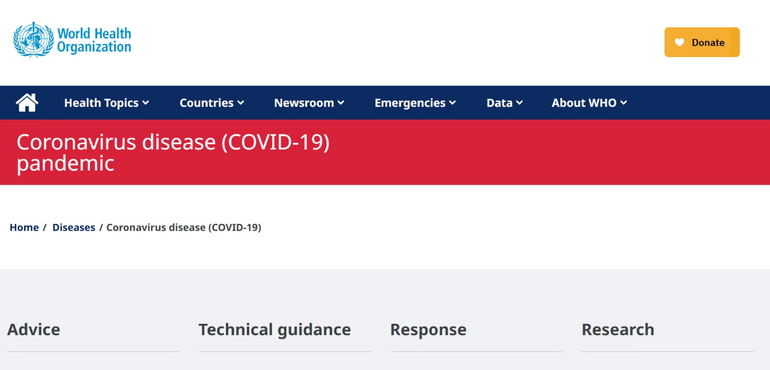 World Health
Organization
Donate
Health Topics
Countries
Newsroom
Emergencies
Data
About WHO
Coronavirus disease (COVID-19)
pandemic
Home / Diseases / Coronavirus disease (COVID-19)
Advice
Technical guidance
Response
Research